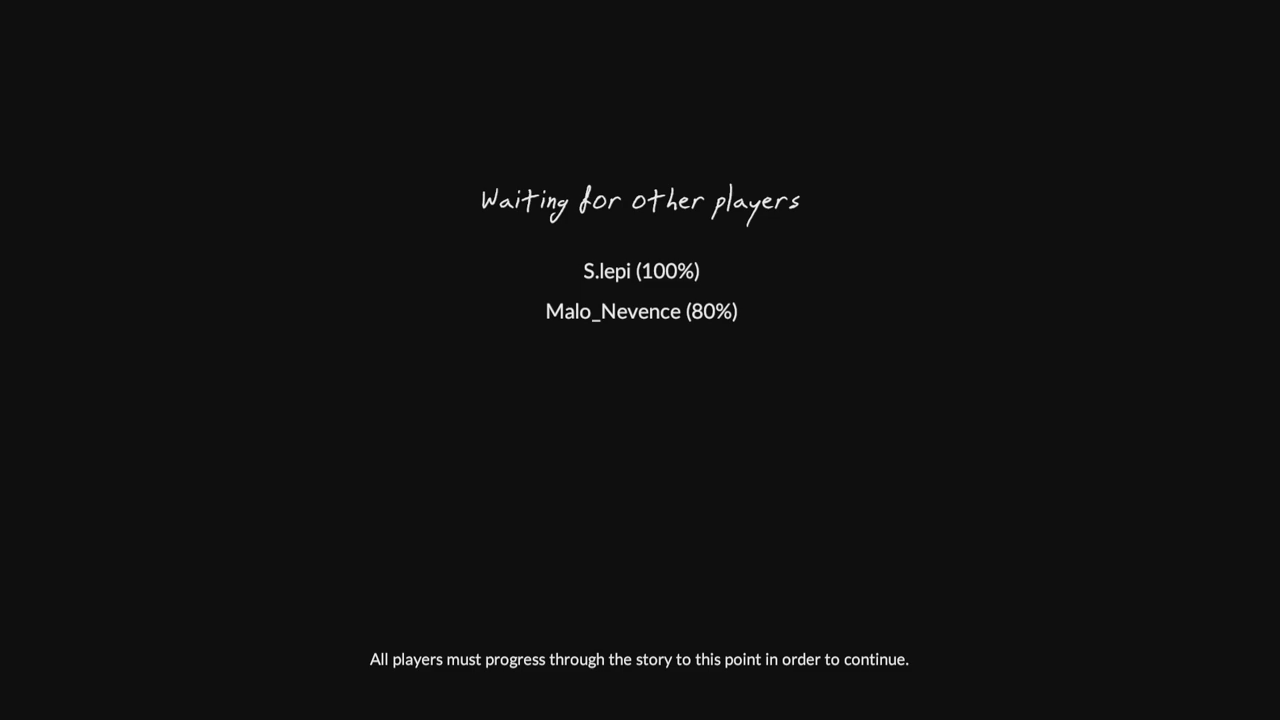 Waiting for other players
S.lepi (100%)
Malo_Nevence (80%)
All players must progress through the story to this point in order to continue.